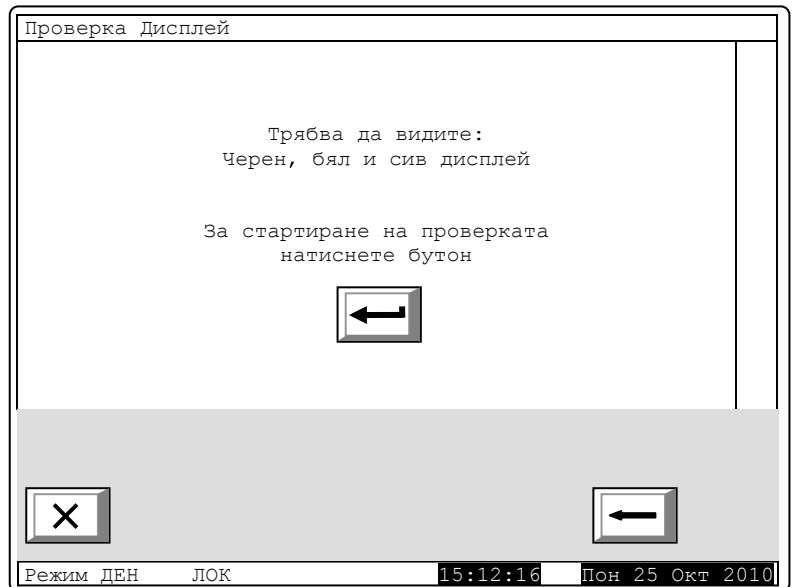 Проверка Дисплей
Трябва да видите:
Черен, бял и сив дисплей
За стартиране на проверката
натиснете бутон
Режим ДЕН ЛОК 15:12:16 Пон 25 Окт 2010